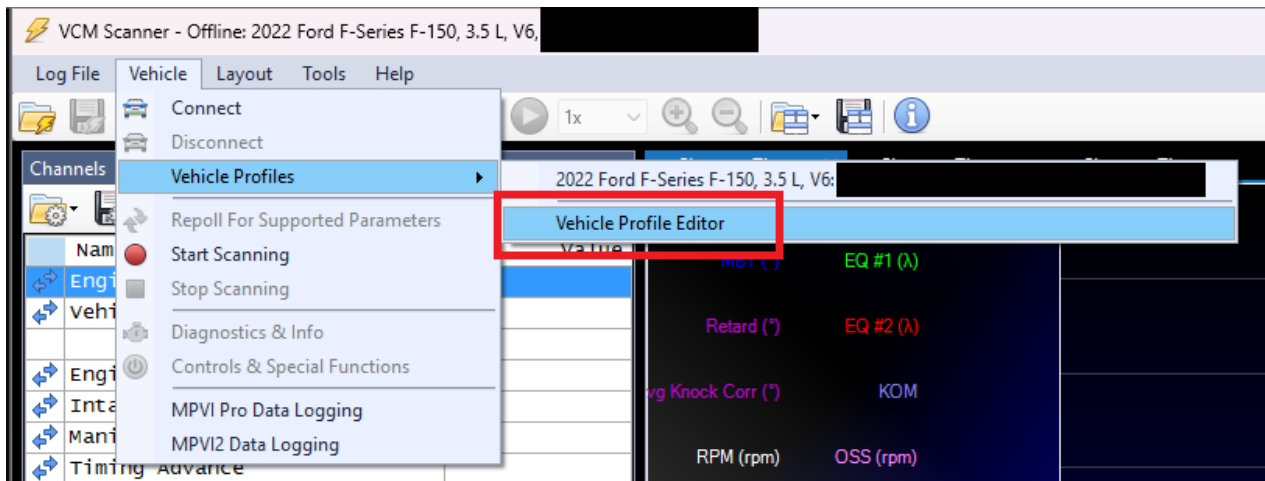 VCM Scanner - Offline: 2022 Ford F-Series F-150, 3.5 L, V6,
Log File Vehicle Layout Tools Help
Connect
1x
Disconnect
Channels
Vehicle Profiles
2022 Ford F-Series F-150, 3.5 L, V6:
Repoll For Supported Parameters
Vehicle Profile Editor
Nam
Value
Start Scanning
MBT (°)
EQ #1 (λ)
Engi
Stop Scanning
Vehi
Diagnostics & Info
Retard (°)
EQ #2 (λ)
Engi
Controls & Special Functions
Inta
MPVI Pro Data Logging
vg Knock Corr (°)
KOM
Mani
MPVI2 Data Logging
RPM (rpm)
OSS (rpm)
Timing Advance